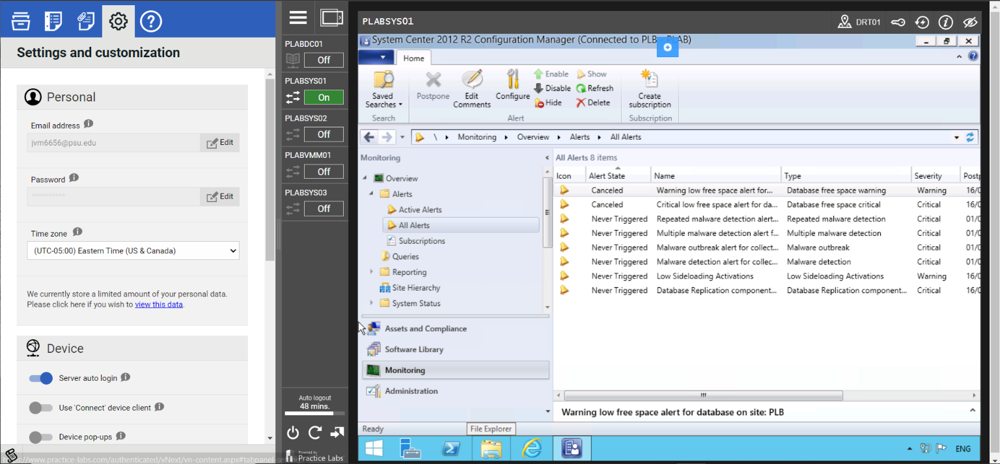 Settings and customization
Personal
Email address
jvm6656@psu.edu
Edit
Password
**********
Edit
Time zone
(UTC-05:00) Eastern Time (US & Canada)
We currently store a limited amount of your personal data.
Please click here if you wish to view this data.
Device
Server auto login
Use 'Connect' device client
Device pop-ups
https://www.practice-labs.com/authenticated/vNext/vn-content.aspx#tabpanel-set
PLABDC01
Off
PLABSYS01
On
PLABSYS02
Off
PLABVMM01
Off
PLABSYS03
Off
Auto logout
48 mins.
Powered by
Practice Labs
PLABSYS01
DRT01
System Center 2012 R2 Configuration Manager (Connected to PLB - PLAB)
Home
Saved
Searches
Search
Postpone
Edit
Comments
Configure
Enable
Disable
Hide
Show
Refresh
Delete
Alert
Create
subscription
Subscription
\ Monitoring Overview Alerts All Alerts
Monitoring
Overview
Alerts
Active Alerts
All Alerts
Subscriptions
Queries
Reporting
Site Hierarchy
System Status
Assets and Compliance
Software Library
Monitoring
Administration
All Alerts 8 items
Icon Alert State Name Type Severity Postp
Canceled Warning low free space alert for... Database free space warning Warning 16/0
Canceled Critical low free space alert for da... Database free space critical Critical 16/0
Never Triggered Repeated malware detection alert... Repeated malware detection Critical 01/0
Never Triggered Multiple malware detection alert f... Multiple malware detection Critical 01/0
Never Triggered Malware outbreak alert for collect... Malware outbreak Critical 01/0
Never Triggered Malware detection alert for collec... Malware detection Critical 01/0
Never Triggered Low Sideloading Activations Low Sideloading Activations Warning 16/0
Never Triggered Database Replication component... Database Replication component... Critical 16/0
Warning low free space alert for database on site: PLB
Ready
File Explorer
ENG